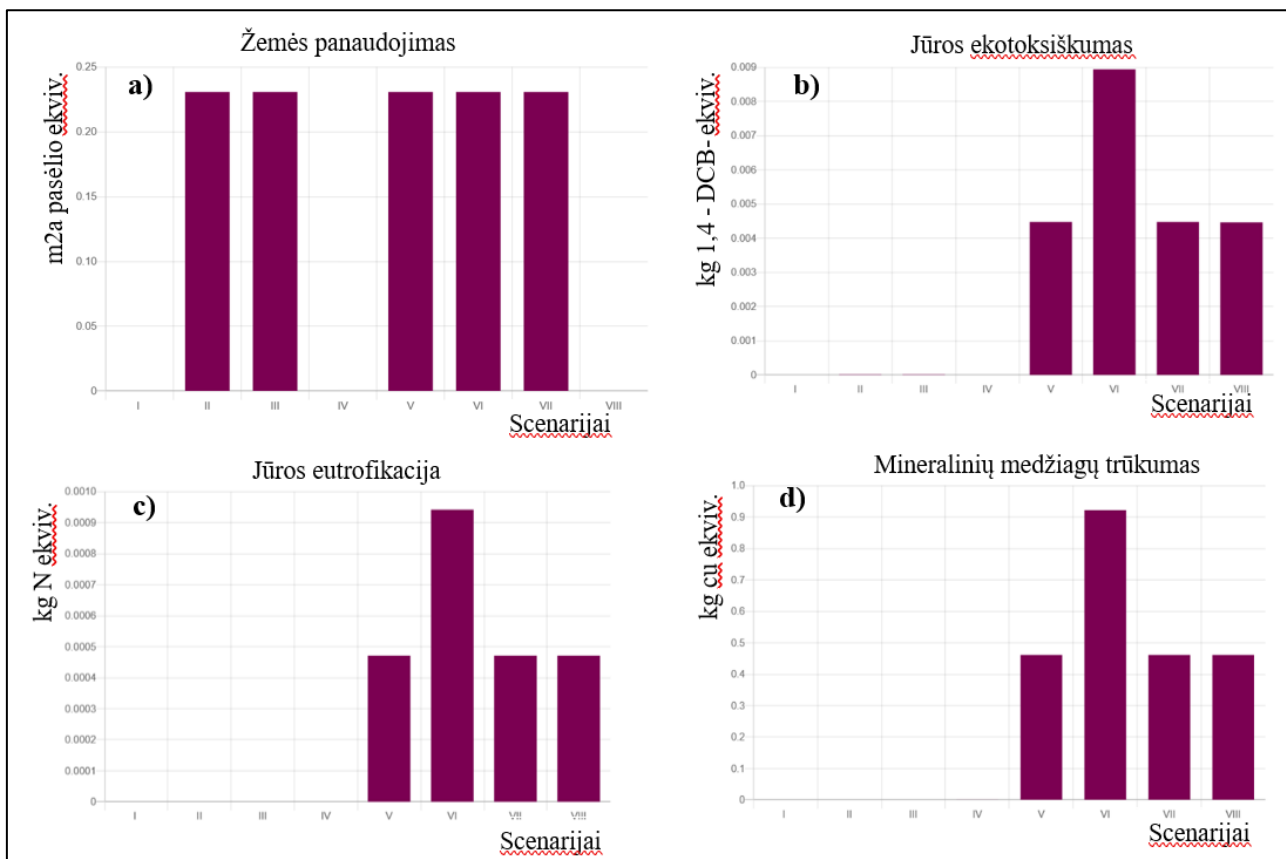 Žemės panaudojimas
a)
m2a pasėlio ekviv.
0.25
0.20
0.15
0.10
0.05
0
I II III IV V VI VII VIII
Scenarijai
Jūros ekotoksiškumas
b)
kg 1,4 - DCB- ekviv.
0.009
0.008
0.007
0.006
0.005
0.004
0.003
0.002
0.001
0
I II III IV V VI VII VIII
Scenarijai
Jūros eutrofikacija
c)
kg N ekviv.
0.0010
0.0009
0.0008
0.0007
0.0006
0.0005
0.0004
0.0003
0.0002
0.0001
0
I II III IV V VI VII VIII
Scenarijai
Mineralinių medžiagų trūkumas
d)
kg cu ekviv.
1.0
0.9
0.8
0.7
0.6
0.5
0.4
0.3
0.2
0.1
0
I II III IV V VI VII VIII
Scenarijai